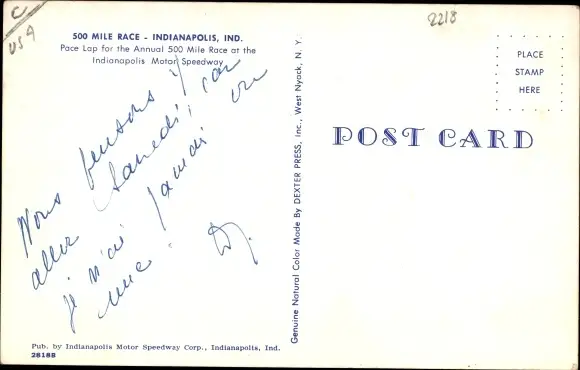 C
USA
2218
500 MILE RACE - INDIANAPOLIS, IND.
Pace Lap for the Annual 500 Mile Race at the
Indianapolis Motor Speedway
Nous pensons y
aller Samedi; car
je n'ai jamais vu
une.
PLACE
STAMP
HERE
POST CARD
Genuine Natural Color Made By DEXTER PRESS, inc., West Nyack, N. Y.
Pub. by Indianapolis Motor Speedway Corp., Indianapolis, Ind.
28188